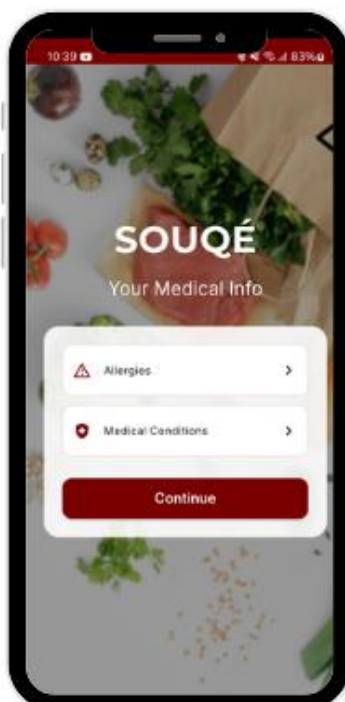 10:39 83%
SOUQÉ
Your Medical Info
Allergies
Medical Conditions
Continue